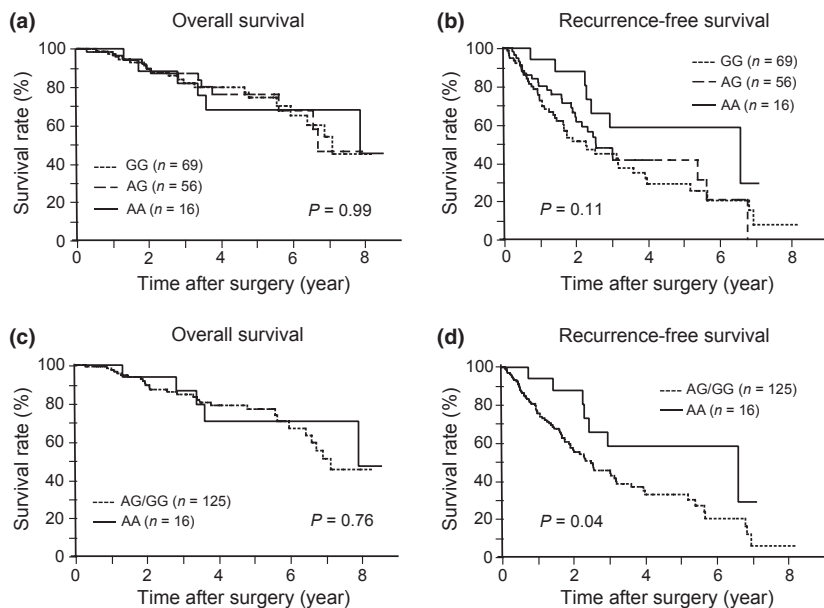 (a)
Overall survival
100
80
60
40
20
0
Survival rate (%)
GG (n = 69)
AG (n = 56)
AA (n = 16)
P = 0.99
0 2 4 6 8
Time after surgery (year)
(b)
Recurrence-free survival
100
80
60
40
20
0
Survival rate (%)
GG (n = 69)
AG (n = 56)
AA (n = 16)
P = 0.11
0 2 4 6 8
Time after surgery (year)
(c)
Overall survival
100
80
60
40
20
0
Survival rate (%)
AG/GG (n = 125)
AA (n = 16)
P = 0.76
0 2 4 6 8
Time after surgery (year)
(d)
Recurrence-free survival
100
80
60
40
20
0
Survival rate (%)
AG/GG (n = 125)
AA (n = 16)
P = 0.04
0 2 4 6 8
Time after surgery (year)